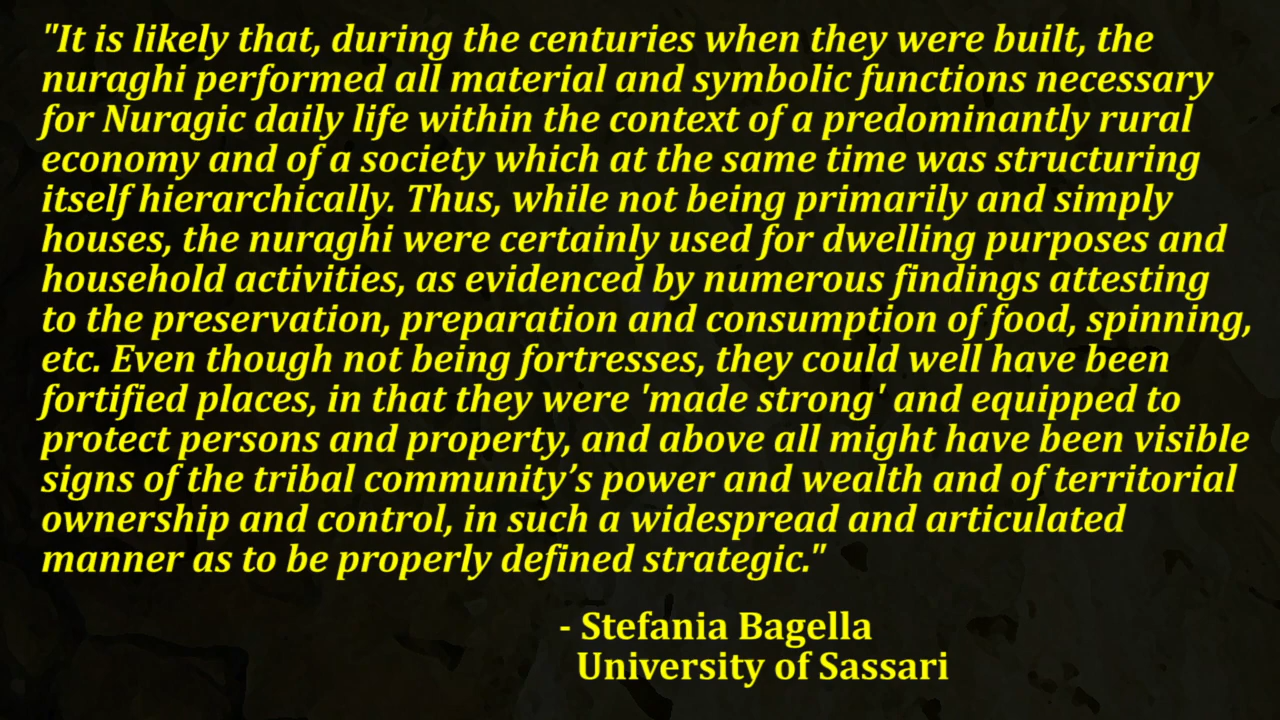 "It is likely that, during the centuries when they were built, the
nuraghi performed all material and symbolic functions necessary
for Nuragic daily life within the context of a predominantly rural
economy and of a society which at the same time was structuring
itself hierarchically. Thus, while not being primarily and simply
houses, the nuraghi were certainly used for dwelling purposes and
household activities, as evidenced by numerous findings attesting
to the preservation, preparation and consumption of food, spinning,
etc. Even though not being fortresses, they could well have been
fortified places, in that they were 'made strong' and equipped to
protect persons and property, and above all might have been visible
signs of the tribal community’s power and wealth and of territorial
ownership and control, in such a widespread and articulated
manner as to be properly defined strategic."
- Stefania Bagella
University of Sassari